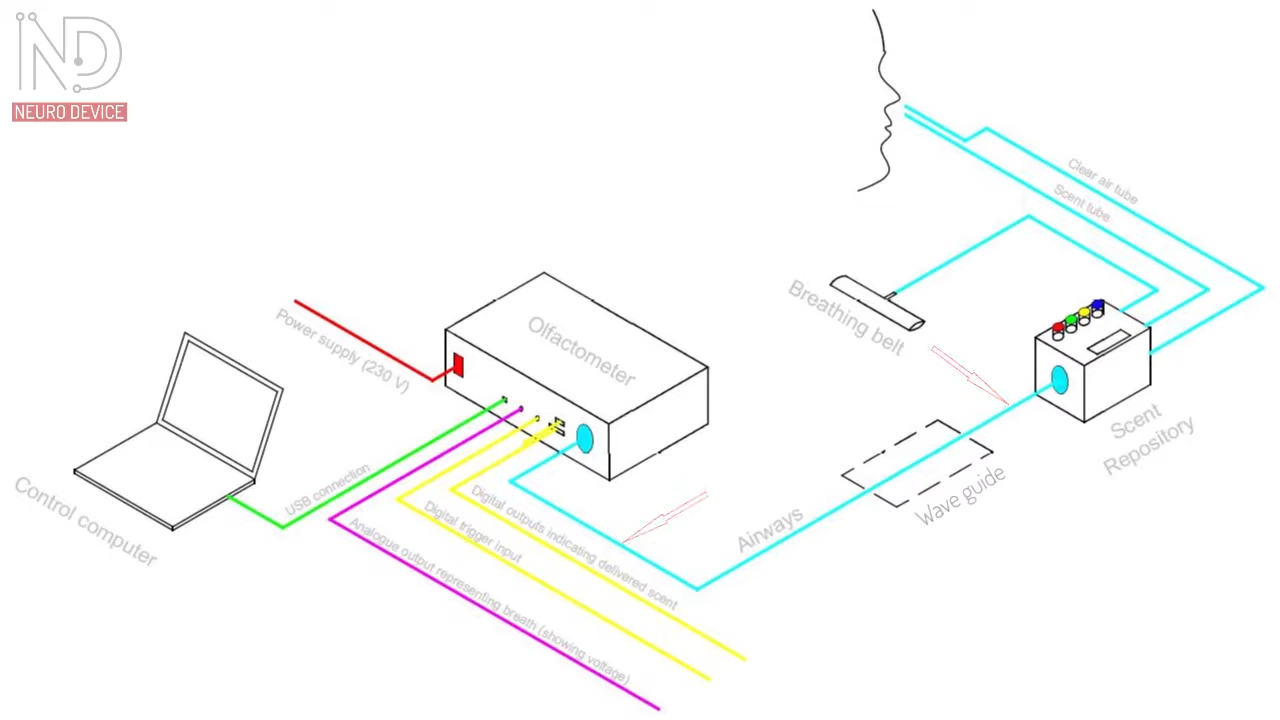 ND
NEURO DEVICE
Clear air tube
Scent tube
Breathing belt
Power supply (230 V)
Olfactometer
Scent
Repository
Wave guide
Airways
Control computer
USB connection
Digital outputs indicating delivered scent
Digital trigger input
Analogue output representing breath (showing voltage)